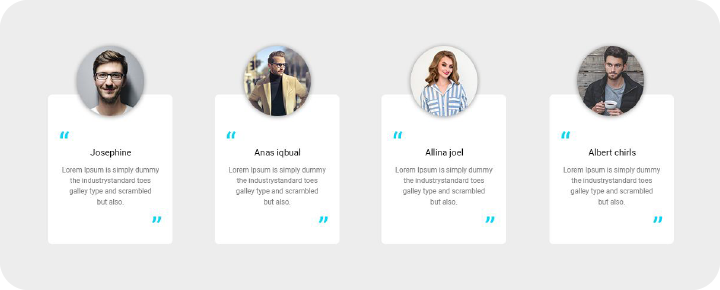 “
Josephine
Lorem Ipsum is simply dummy
the industrystandard toes
galley type and scrambled
but also.
”
“
Anas iqbual
Lorem Ipsum is simply dummy
the industrystandard toes
galley type and scrambled
but also.
”
“
Allina joel
Lorem Ipsum is simply dummy
the industrystandard toes
galley type and scrambled
but also.
”
“
Albert chirls
Lorem Ipsum is simply dummy
the industrystandard toes
galley type and scrambled
but also.
”